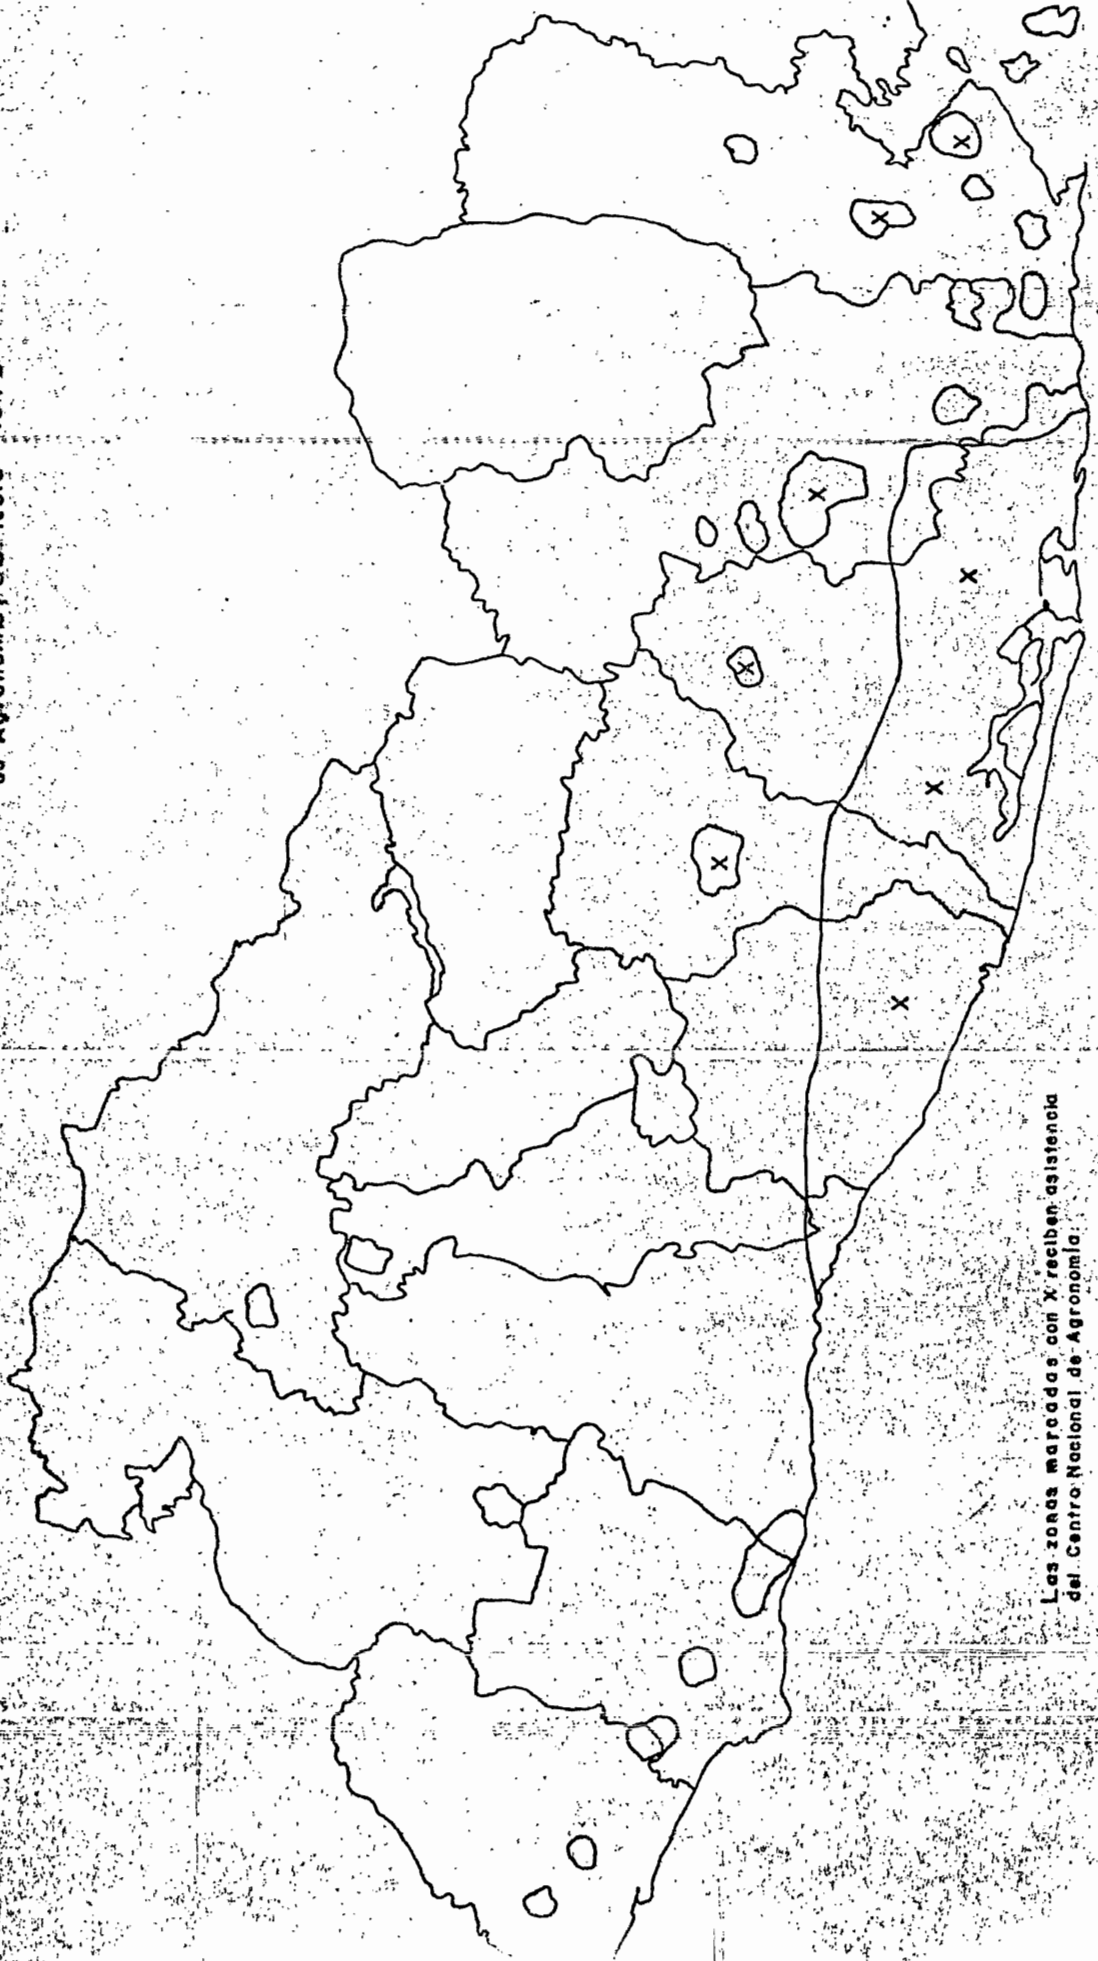 Las zonas marcadas con X reciben asistencia
del Centro Nacional de Agronomía.